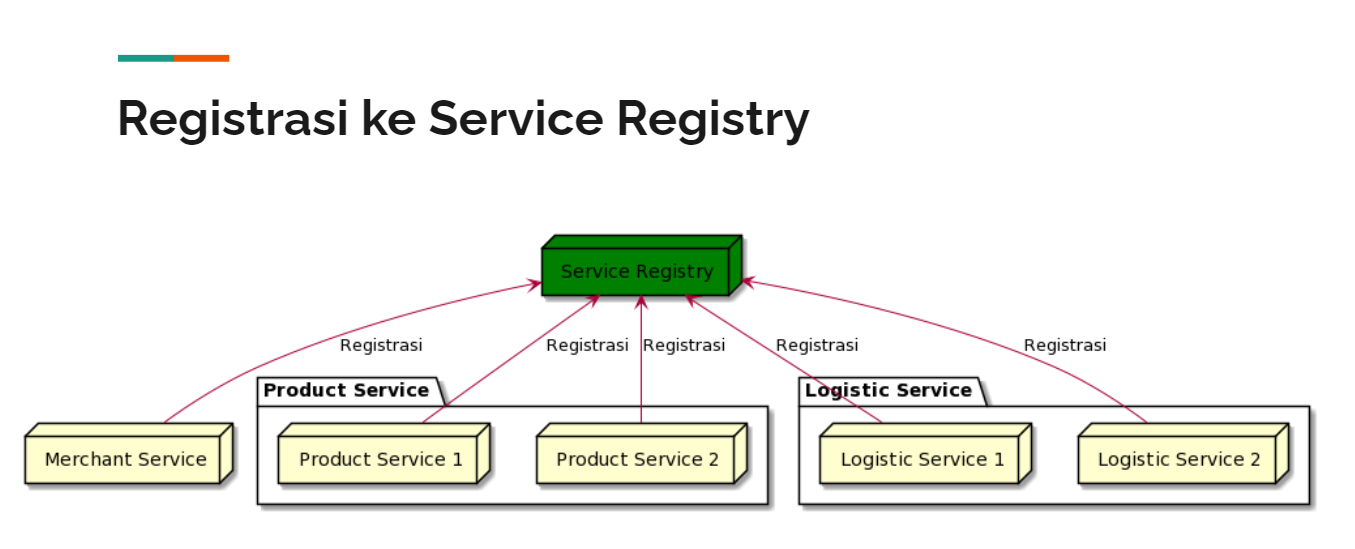 Registrasi ke Service Registry
Service Registry
Registrasi
Registrasi
Registrasi
Registrasi
Registrasi
Product Service
Logistic Service
Merchant Service
Product Service 1
Product Service 2
Logistic Service 1
Logistic Service 2